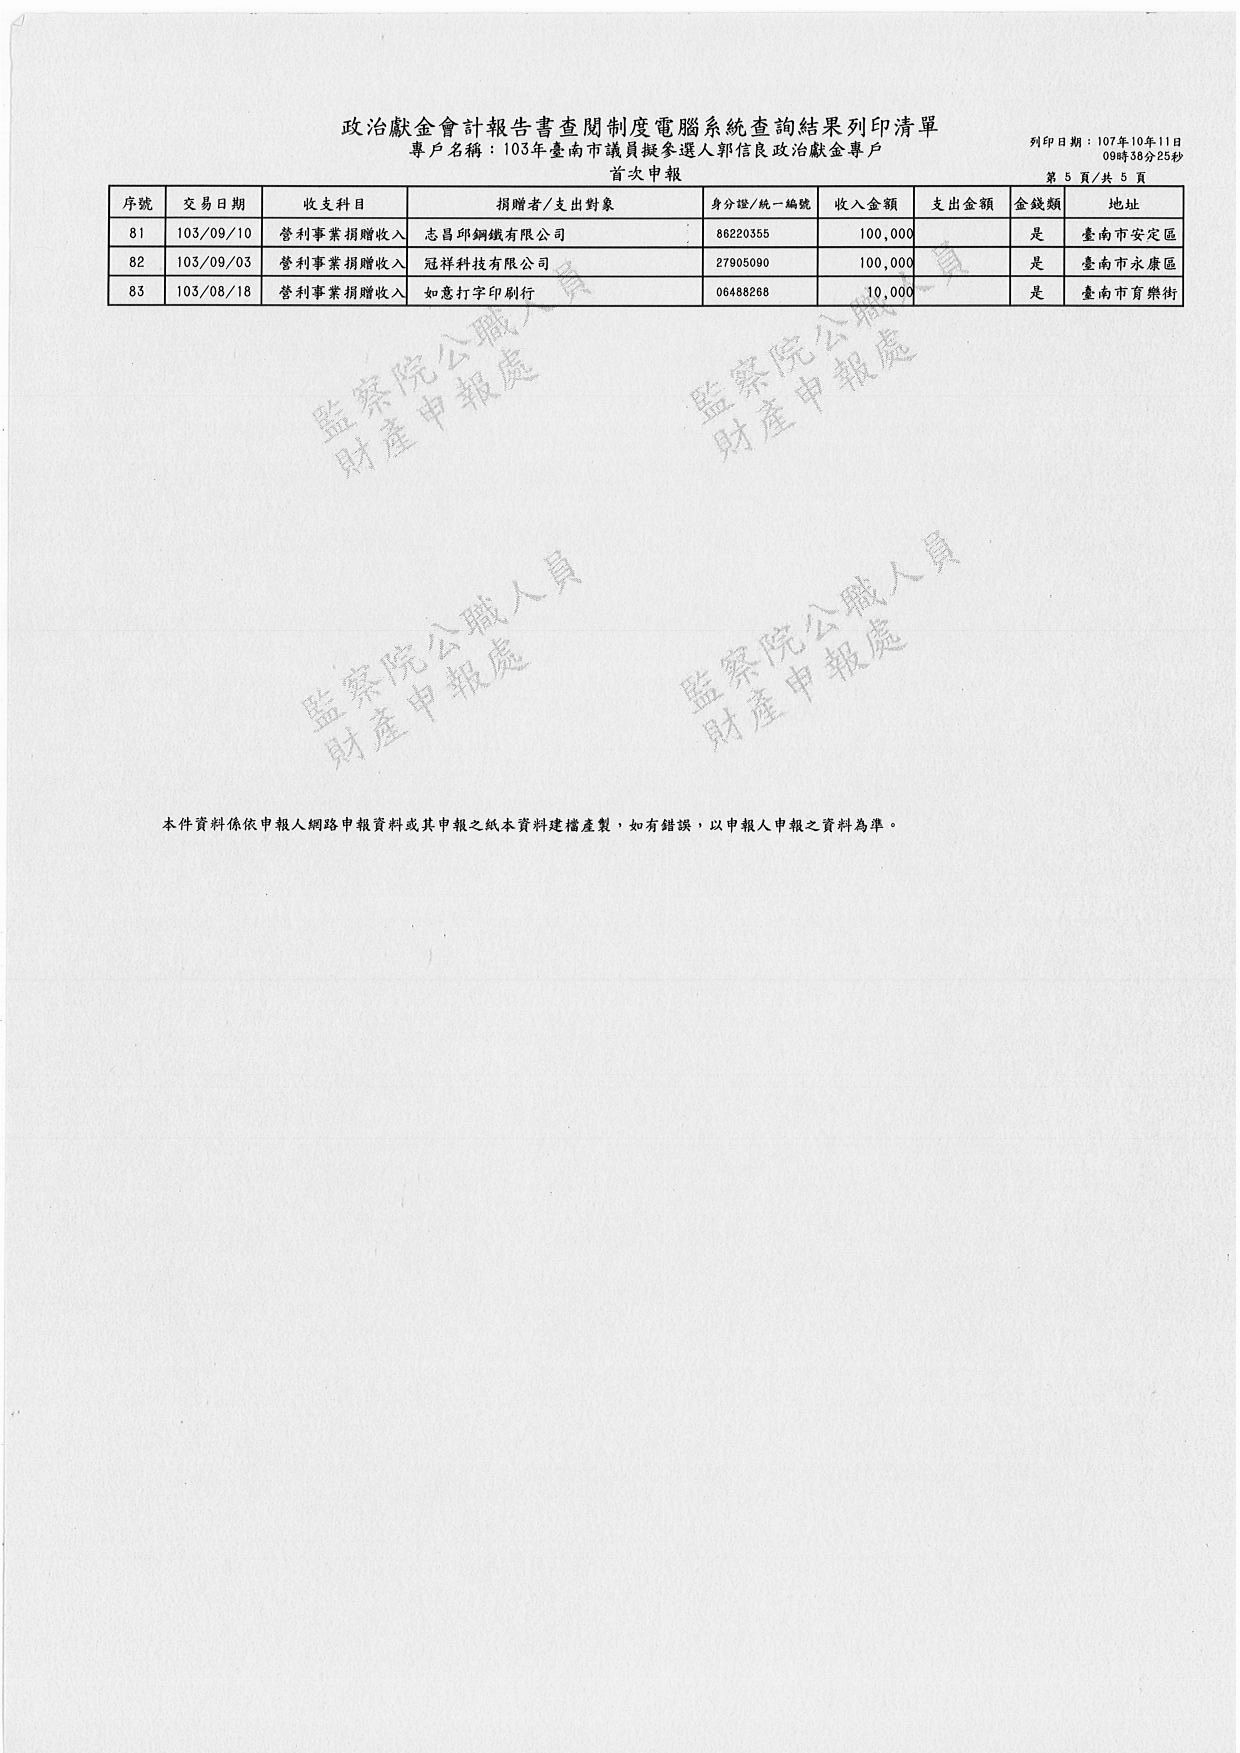 政治獻金會計報告書查閱制度電腦系統查詢結果列印清單
專戶名稱：103年臺南市議員擬參選人郭信良政治獻金專戶
首次申報
列印日期：107年10年11日
09時38分25秒
第 5 頁/共 5 頁
序號 交易日期 收支科目 捐贈者/支出對象 身分證/統一編號 收入金額 支出金額 金錢類 地址
81 103/09/10 營利事業捐贈收入 志昌邱鋼鐵有限公司 86220355 100,000 是 臺南市安定區
82 103/09/03 營利事業捐贈收入 冠祥科技有限公司 27905090 100,000 是 臺南市永康區
83 103/08/18 營利事業捐贈收入 如意打字印刷行 06488268 10,000 是 臺南市育樂街
監察院公職人員
財產申報處
監察院公職人員
財產申報處
監察院公職人員
財產申報處
監察院公職人員
財產申報處
本件資料係依申報人網路申報資料或其申報之紙本資料建檔產製，如有錯誤，以申報人申報之資料為準。